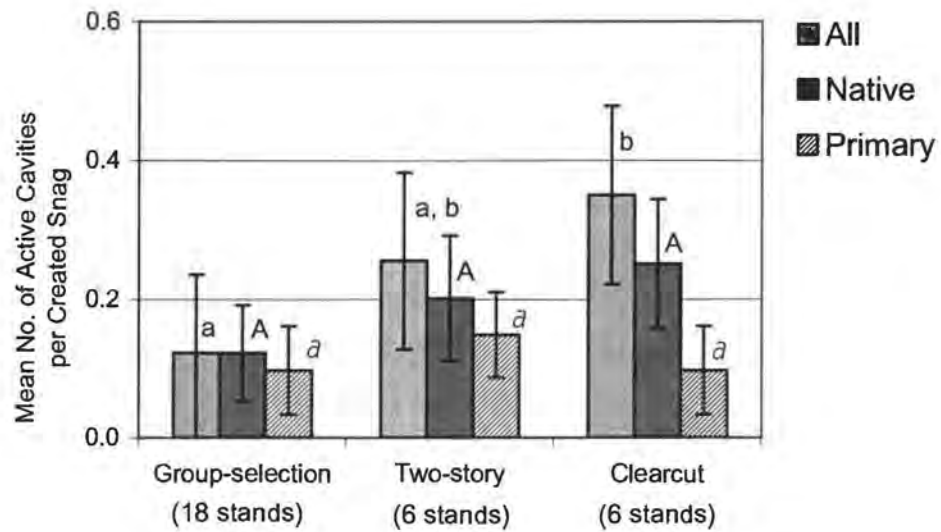 Mean No. of Active Cavities
per Created Snag
0.6
0.4
0.2
0.0
a
A
a
a, b
A
a
b
A
a
Group-selection
(18 stands)
Two-story
(6 stands)
Clearcut
(6 stands)
All
Native
Primary